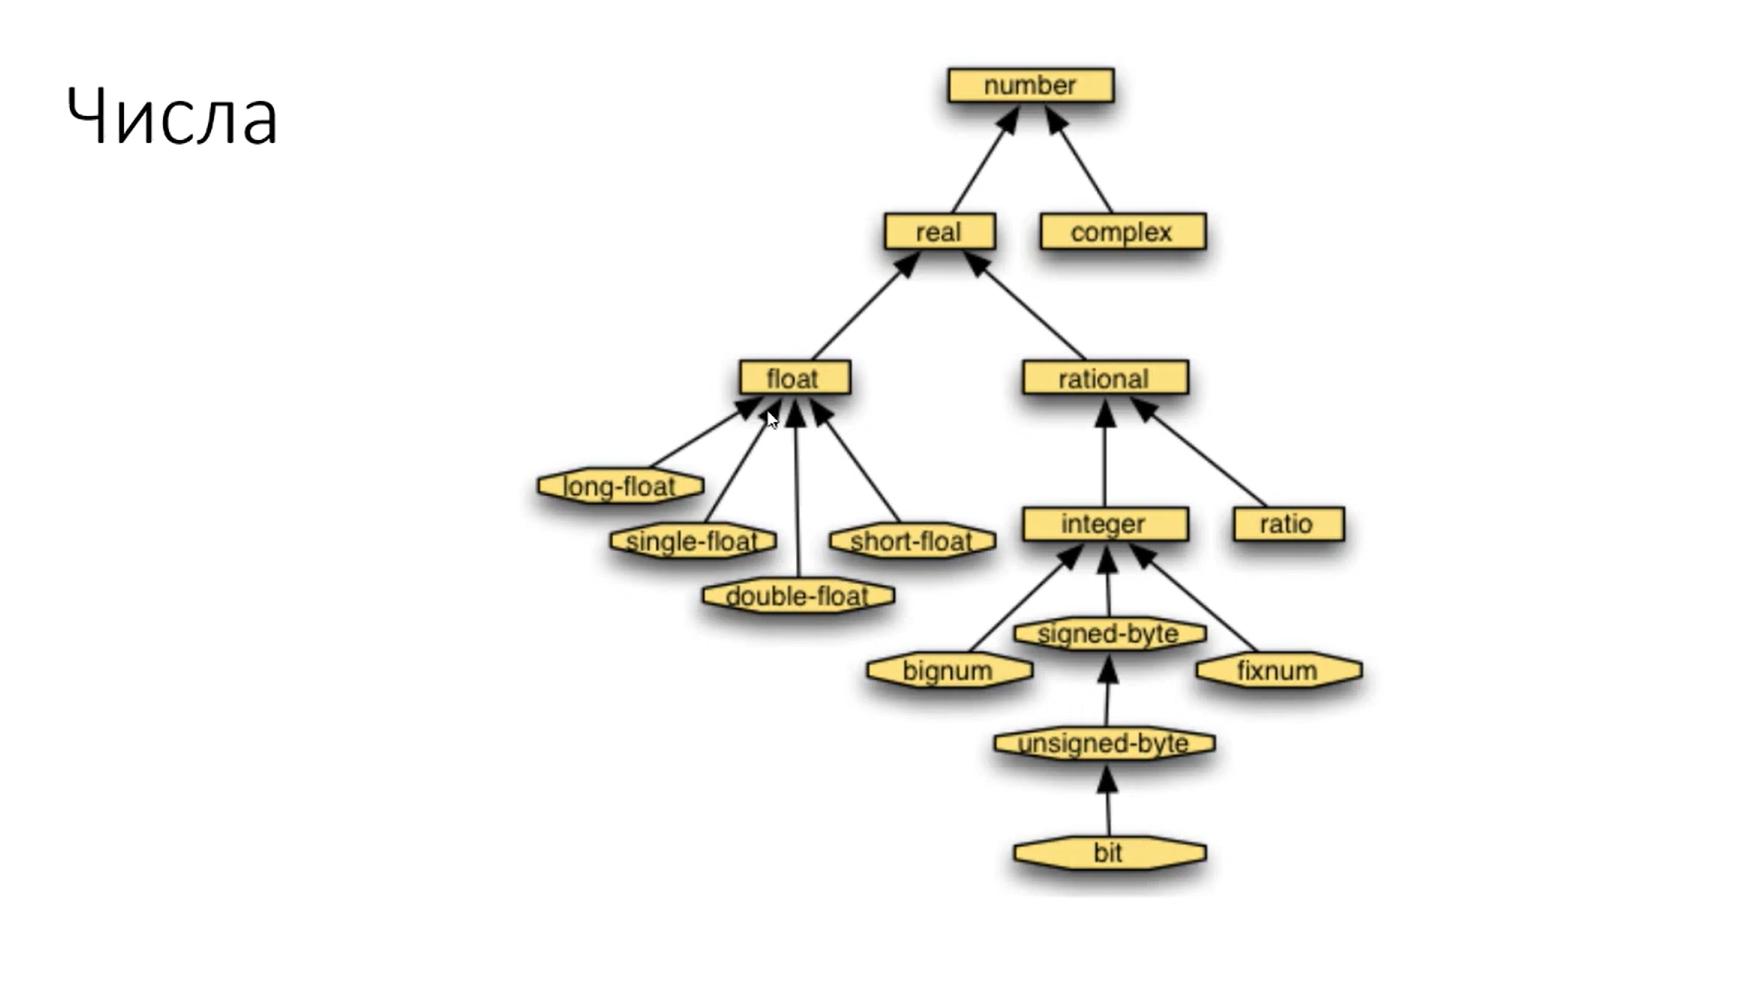 Числа
number
real
complex
float
rational
long-float
single-float
short-float
double-float
integer
ratio
signed-byte
bignum
fixnum
unsigned-byte
bit